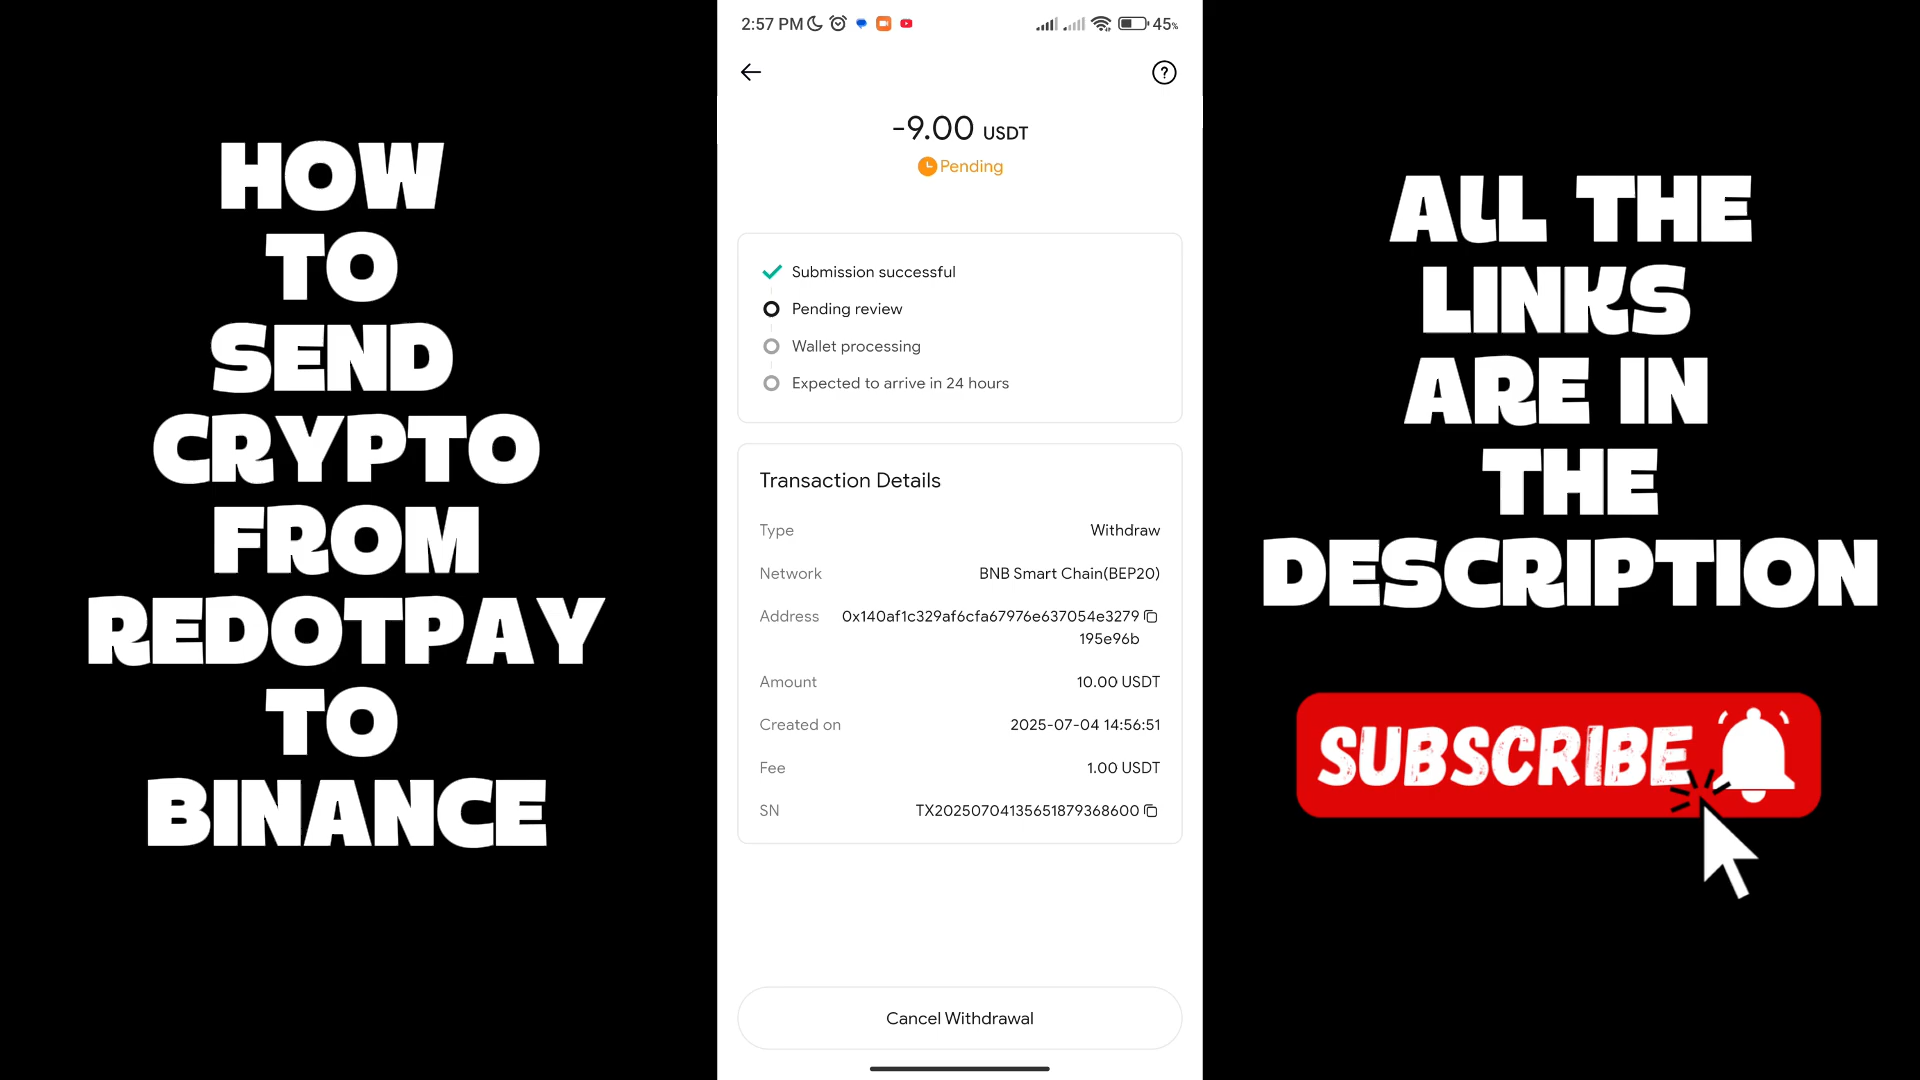 HOW
TO
SEND
CRYPTO
FROM
REDOTPAY
TO
BINANCE
2:57 PM
45%
-9.00 USDT
Pending
Submission successful
Pending review
Wallet processing
Expected to arrive in 24 hours
Transaction Details
Type Withdraw
Network BNB Smart Chain(BEP20)
Address 0x140af1c329af6cfa67976e637054e3279
195e96b
Amount 10.00 USDT
Created on 2025-07-04 14:56:51
Fee 1.00 USDT
SN TX20250704135651879368600
Cancel Withdrawal
ALL THE
LINKS
ARE IN
THE
DESCRIPTION
SUBSCRIBE